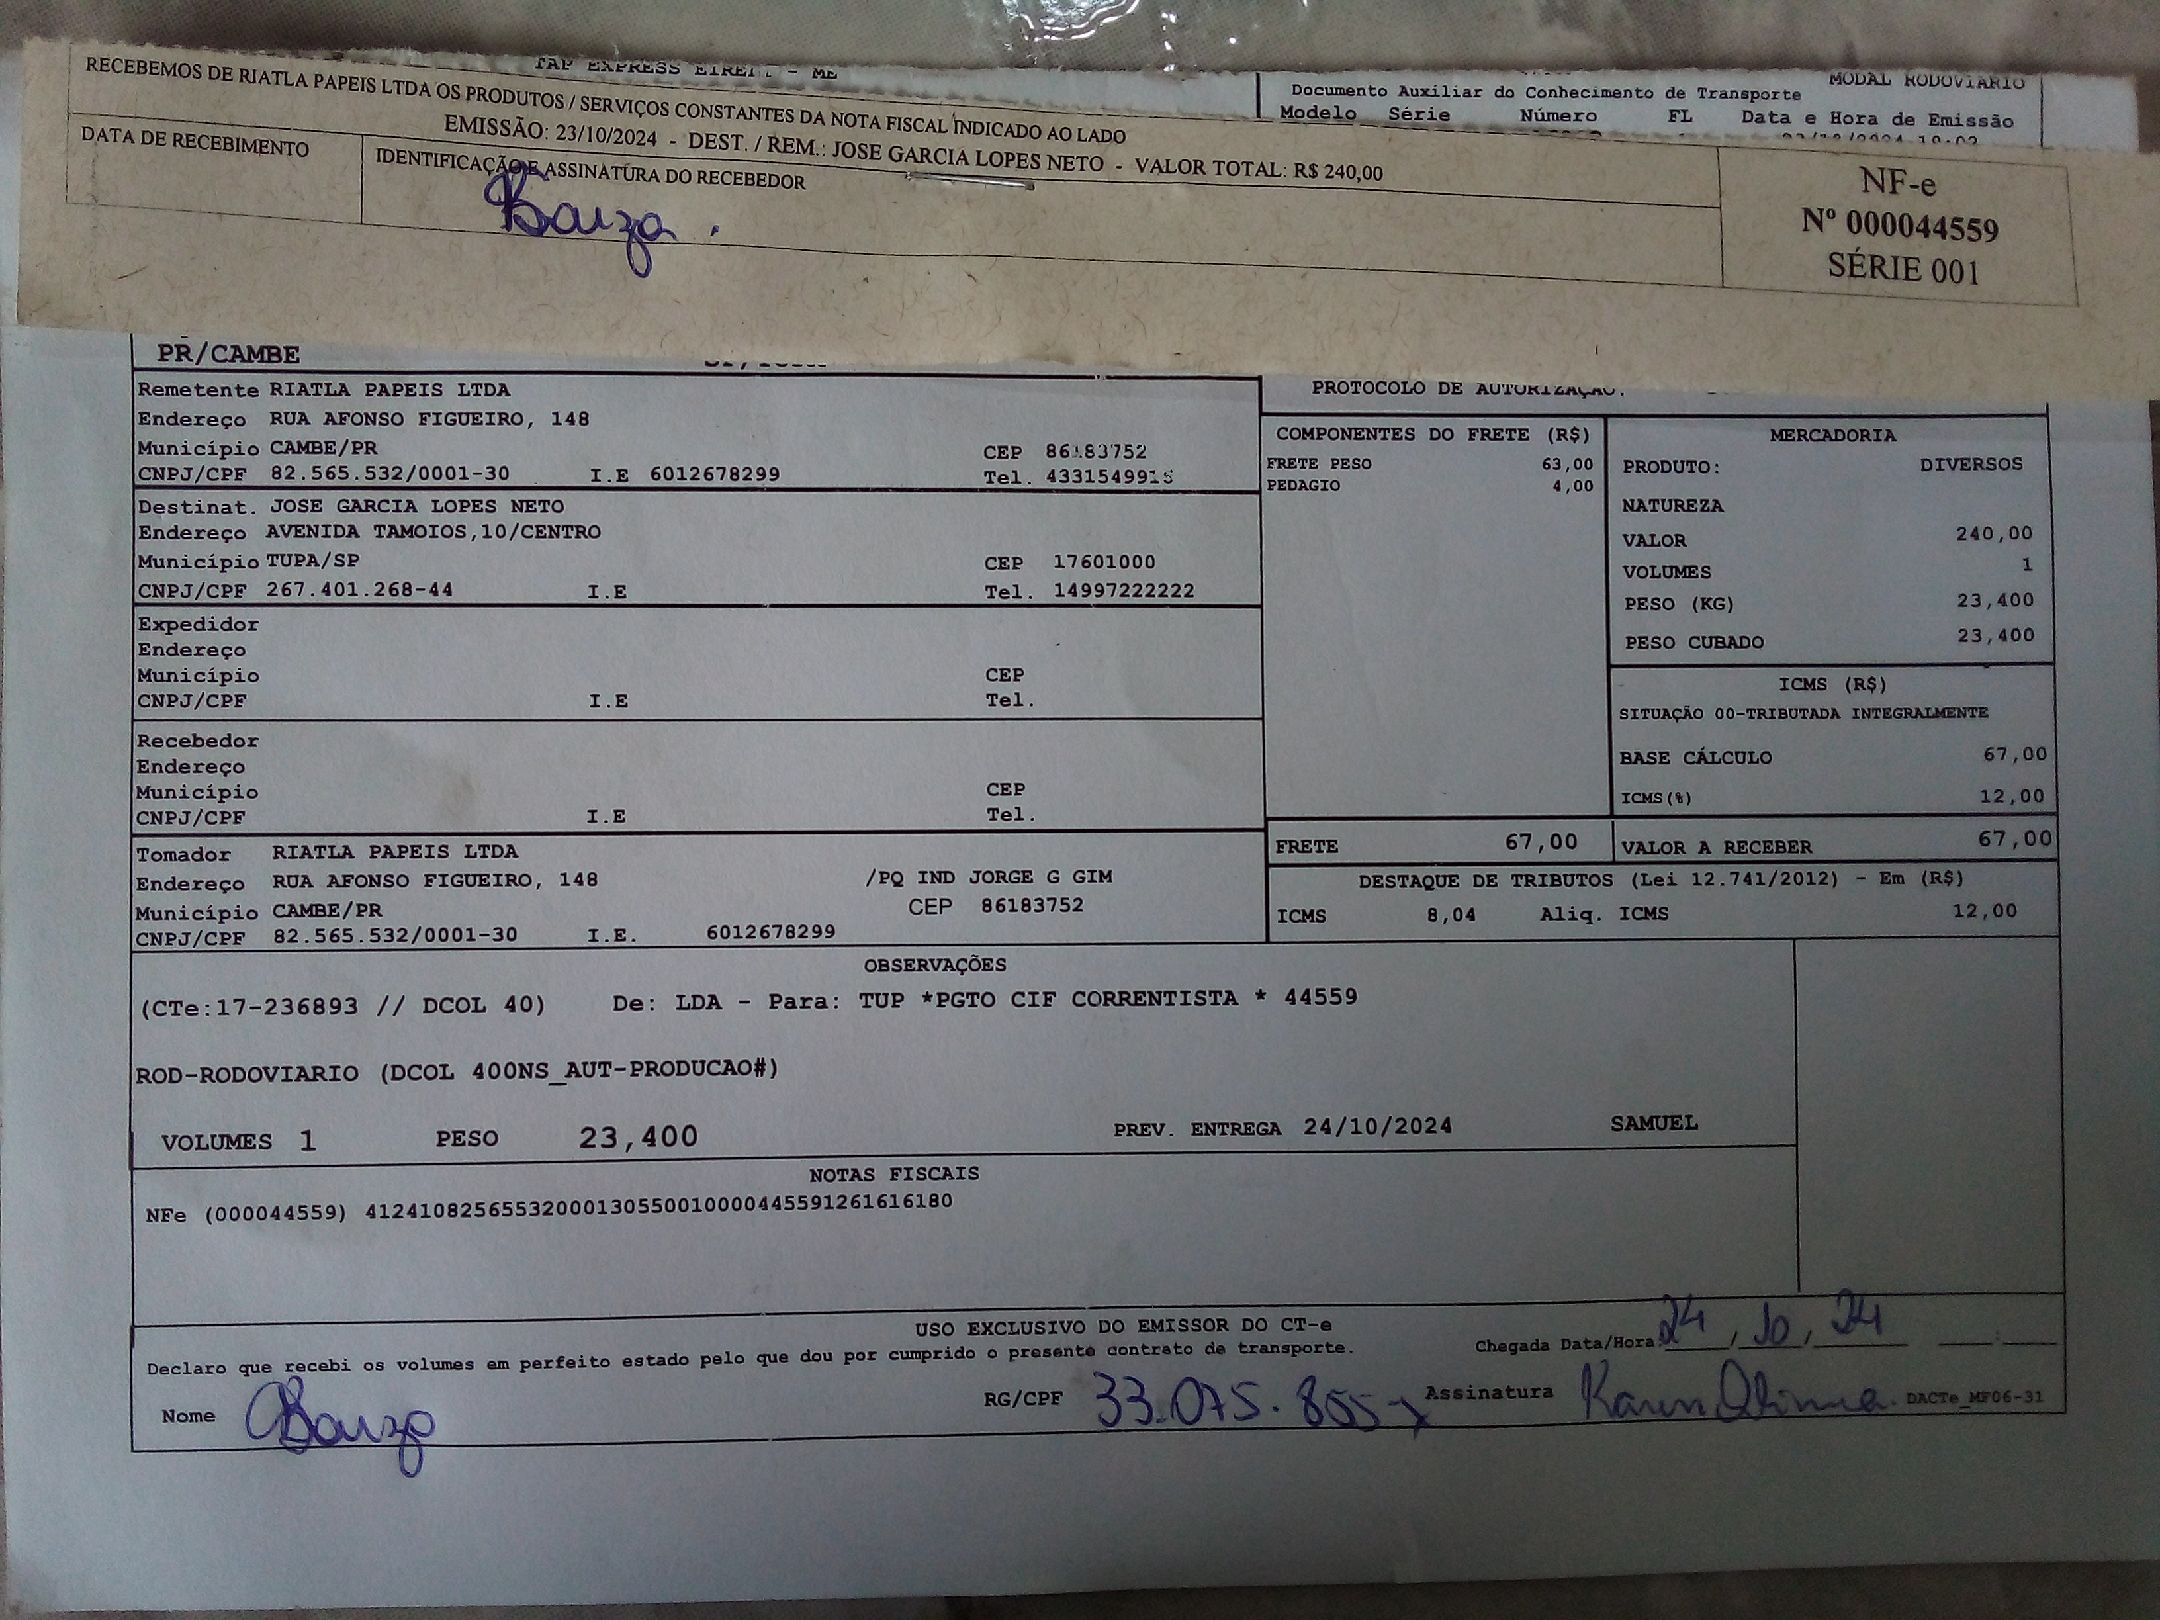 TAP EXPRESS EIRELI - ME
MODAL RODOVIARIO
Documento Auxiliar do Conhecimento de Transporte
Modelo Série Número FL Data e Hora de Emissão
RECEBEMOS DE RIATLA PAPEIS LTDA OS PRODUTOS / SERVIÇOS CONSTANTES DA NOTA FISCAL INDICADO AO LADO
EMISSÃO: 23/10/2024 - DEST. / REM.: JOSE GARCIA LOPES NETO - VALOR TOTAL: R$ 240,00
DATA DE RECEBIMENTO
IDENTIFICAÇÃO E ASSINATURA DO RECEBEDOR
NF-e
Nº 000044559
SÉRIE 001
PR/CAMBE
Remetente RIATLA PAPEIS LTDA
Endereço RUA AFONSO FIGUEIRO, 148
Município CAMBE/PR CEP 86183752
CNPJ/CPF 82.565.532/0001-30 I.E 6012678299 Tel. 4331549915
Destinat. JOSE GARCIA LOPES NETO
Endereço AVENIDA TAMOIOS,10/CENTRO
Município TUPA/SP CEP 17601000
CNPJ/CPF 267.401.268-44 I.E Tel. 14997222222
Expedidor
Endereço
Município CEP
CNPJ/CPF I.E Tel.
Recebedor
Endereço
Município CEP
CNPJ/CPF I.E Tel.
Tomador RIATLA PAPEIS LTDA
Endereço RUA AFONSO FIGUEIRO, 148 /PQ IND JORGE G GIM
Município CAMBE/PR CEP 86183752
CNPJ/CPF 82.565.532/0001-30 I.E. 6012678299
PROTOCOLO DE AUTORIZAÇAO:
COMPONENTES DO FRETE (R$)
FRETE PESO 63,00
PEDAGIO 4,00
MERCADORIA
PRODUTO: DIVERSOS
NATUREZA
VALOR 240,00
VOLUMES 1
PESO (KG) 23,400
PESO CUBADO 23,400
ICMS (R$)
SITUAÇÃO 00-TRIBUTADA INTEGRALMENTE
BASE CÁLCULO 67,00
ICMS(%) 12,00
FRETE 67,00 VALOR A RECEBER 67,00
DESTAQUE DE TRIBUTOS (Lei 12.741/2012) - Em (R$)
ICMS 8,04 Aliq. ICMS 12,00
OBSERVAÇÕES
(CTe:17-236893 // DCOL 40) De: LDA - Para: TUP *PGTO CIF CORRENTISTA * 44559
ROD-RODOVIARIO (DCOL 400NS_AUT-PRODUCAO#)
VOLUMES 1 PESO 23,400 PREV. ENTREGA 24/10/2024 SAMUEL
NOTAS FISCAIS
NFe (000044559) 41241082565532000130550010000445591261616180
USO EXCLUSIVO DO EMISSOR DO CT-e
Declaro que recebi os volumes em perfeito estado pelo que dou por cumprido o presente contrato de transporte.
Chegada Data/Hora: 24 / 10 / 24
Nome
RG/CPF 33.075.855-x Assinatura Karen DACTe_MF06-31